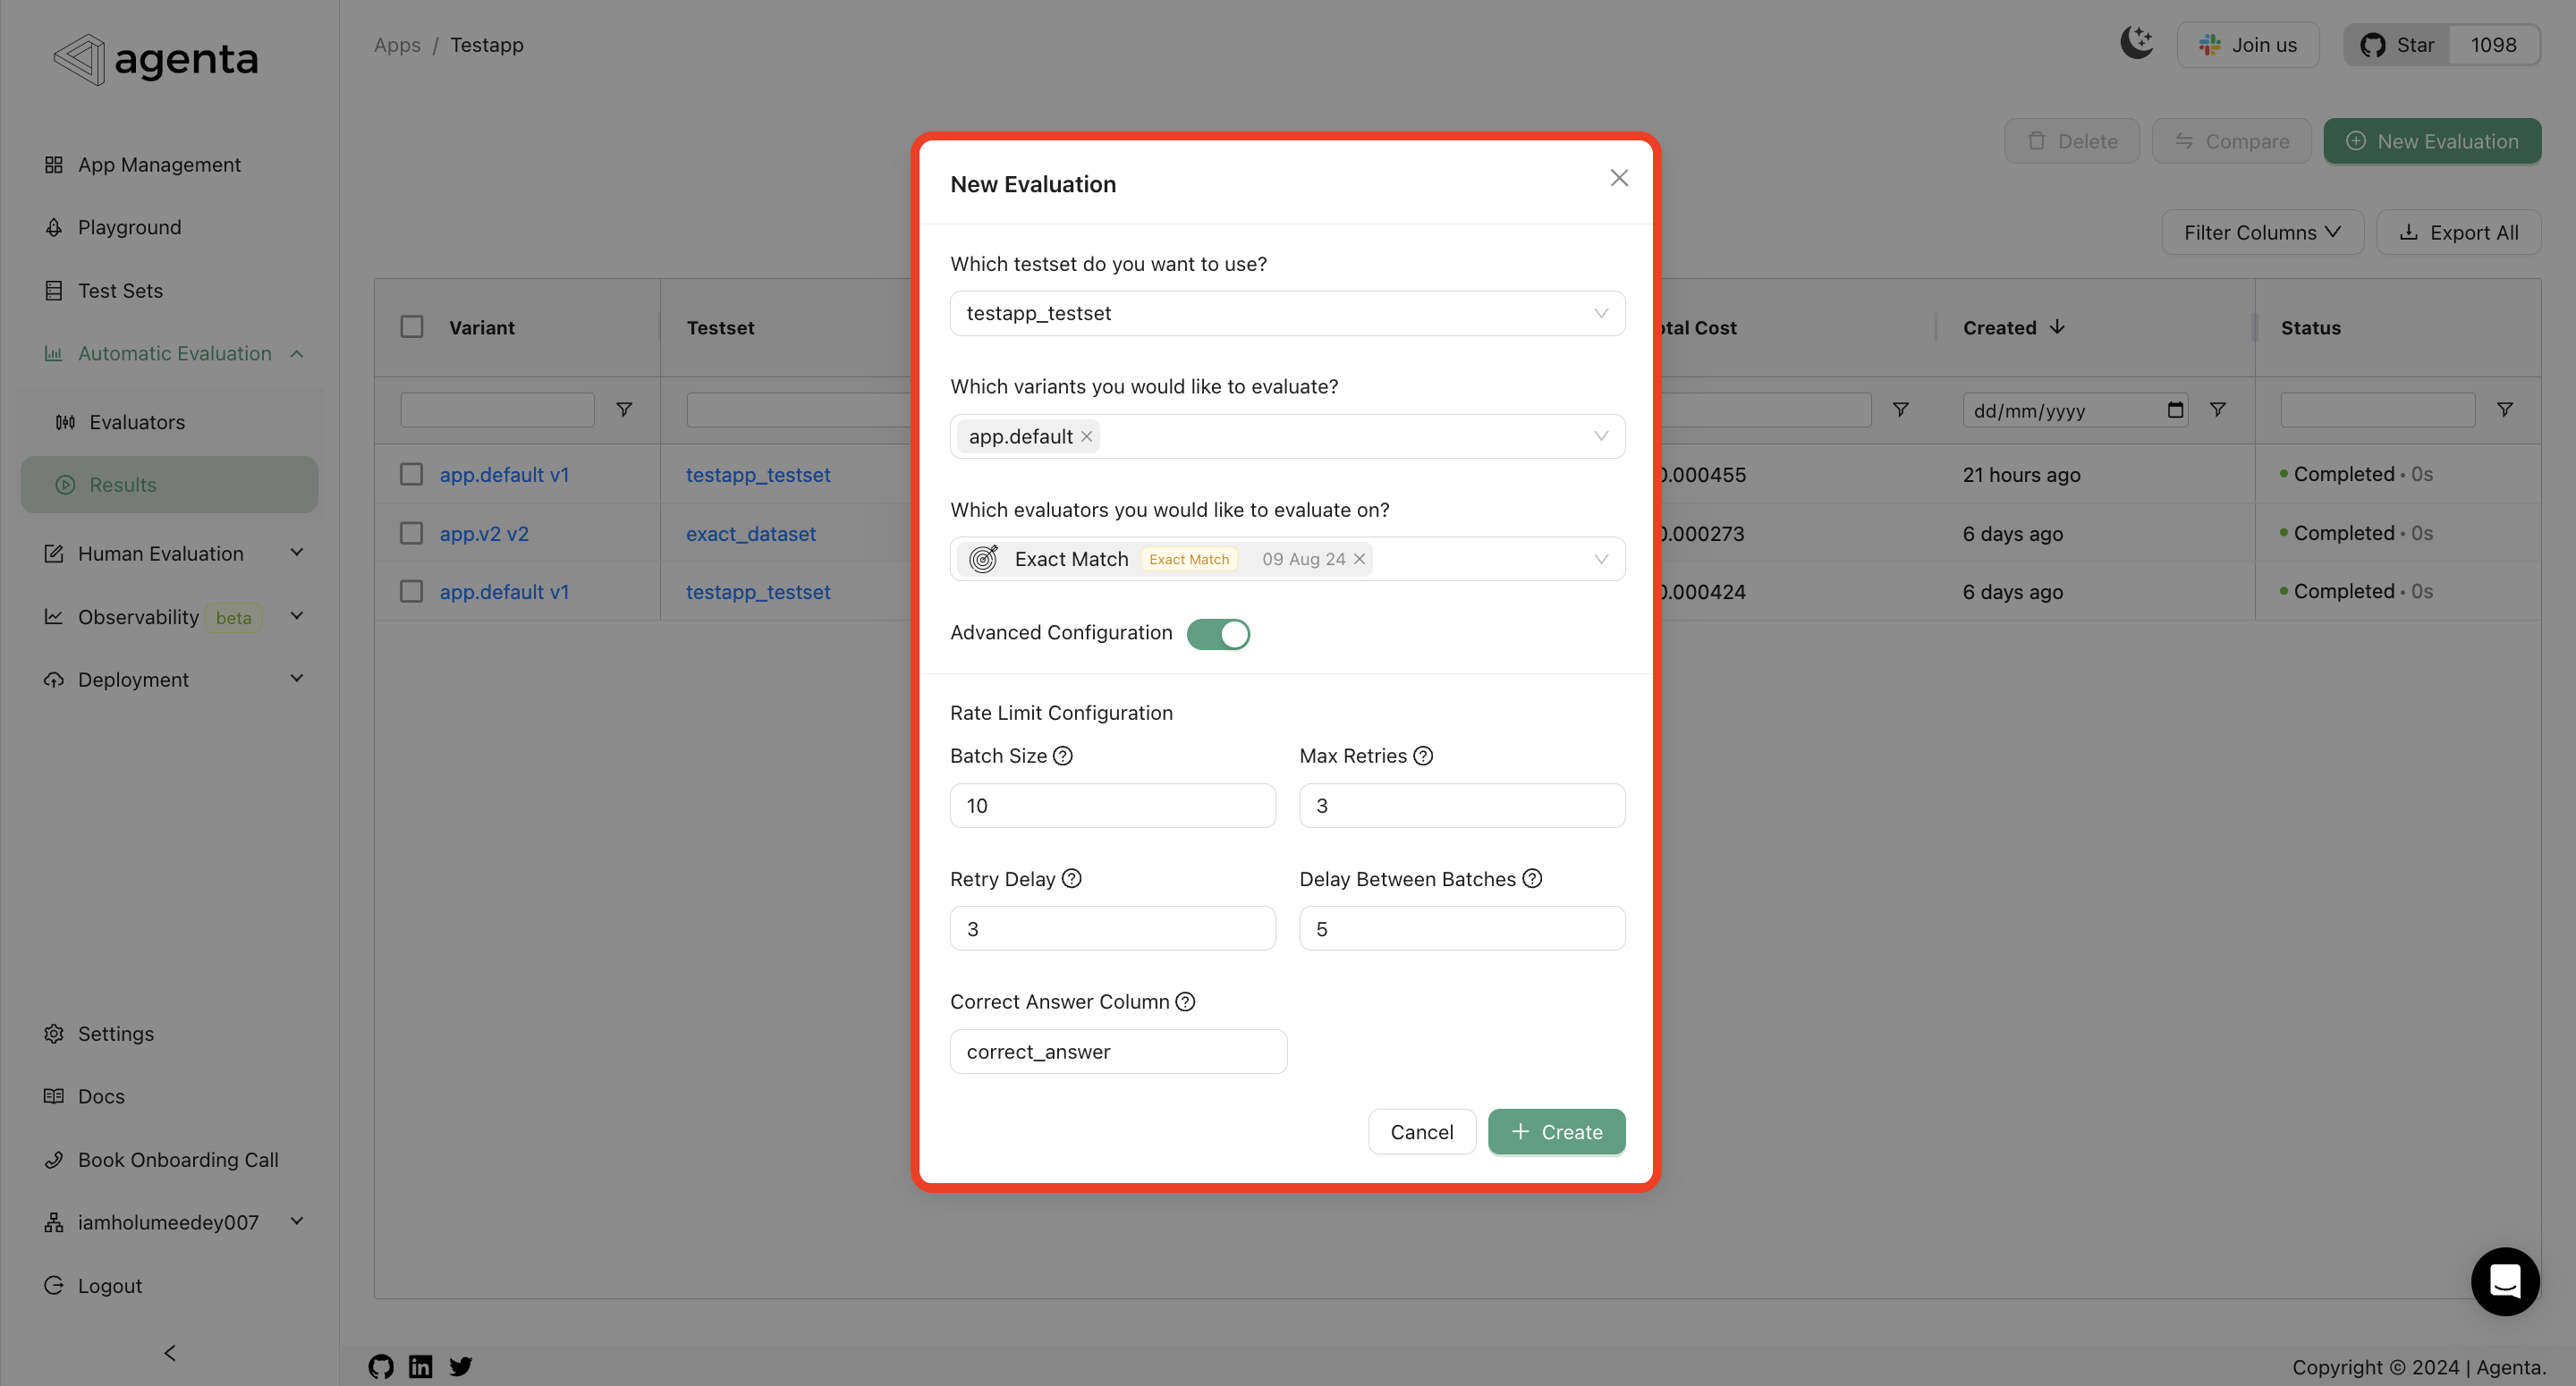 agenta
App Management
Playground
Test Sets
Automatic Evaluation
Evaluators
Results
Human Evaluation
Observability beta
Deployment
Settings
Docs
Book Onboarding Call
iamholumeedey007
Logout
Apps / Testapp
Join us
Star 1098
Delete
Compare
New Evaluation
Filter Columns
Export All
Variant Testset otal Cost Created Status
dd/mm/yyyy
app.default v1 testapp_testset 0.000455 21 hours ago Completed • 0s
app.v2 v2 exact_dataset 0.000273 6 days ago Completed • 0s
app.default v1 testapp_testset 0.000424 6 days ago Completed • 0s
New Evaluation
Which testset do you want to use?
testapp_testset
Which variants you would like to evaluate?
app.default
Which evaluators you would like to evaluate on?
Exact Match Exact Match 09 Aug 24
Advanced Configuration
Rate Limit Configuration
Batch Size Max Retries
10 3
Retry Delay Delay Between Batches
3 5
Correct Answer Column
correct_answer
Cancel
Create
Copyright © 2024 | Agenta.